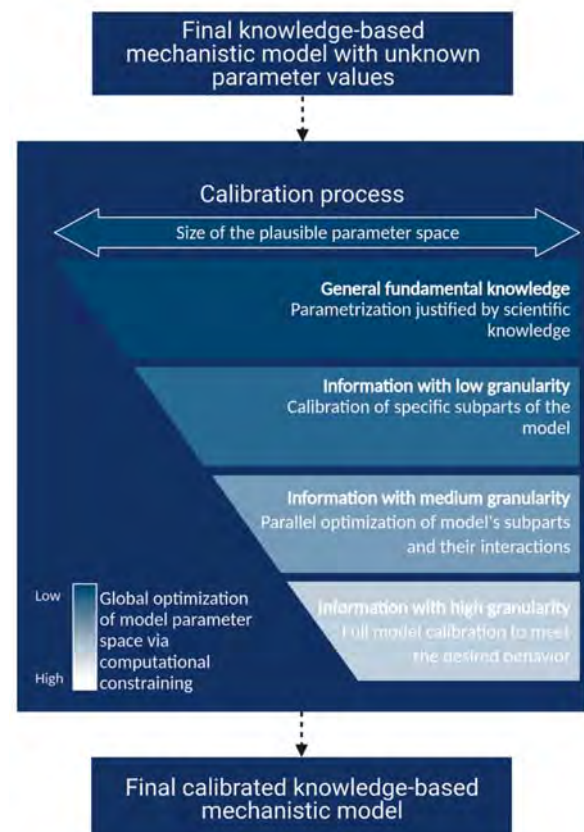 Final knowledge-based
mechanistic model with unknown
parameter values
Calibration process
Size of the plausible parameter space
General fundamental knowledge
Parametrization justified by scientific
knowledge
Information with low granularity
Calibration of specific subparts of the
model
Information with medium granularity
Parallel optimization of model's subparts
and their interactions
Information with high granularity
Full model calibration to meet
the desired behavior
Low
High
Global optimization
of model parameter
space via
computational
constraining
Final calibrated knowledge-based
mechanistic model